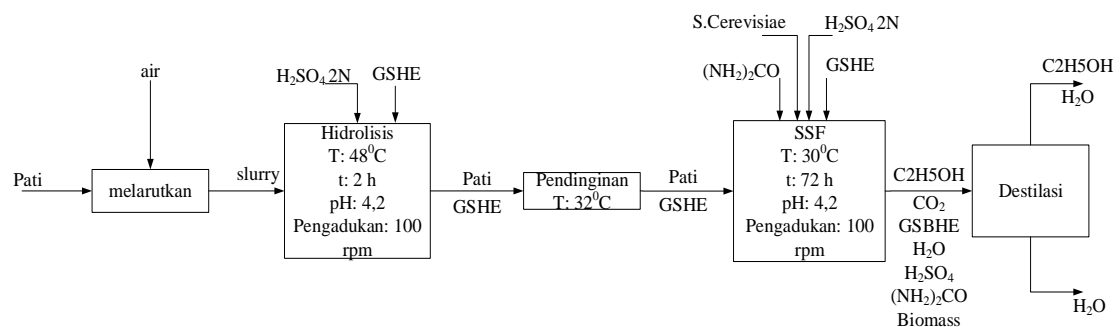 air
Pati
melarutkan
slurry
H₂SO₄ 2N
GSHE
Hidrolisis
T: 48⁰C
t: 2 h
pH: 4,2
Pengadukan: 100
rpm
Pati
GSHE
Pendinginan
T: 32⁰C
Pati
GSHE
S.Cerevisiae
H₂SO₄ 2N
(NH₂)₂CO
GSHE
SSF
T: 30⁰C
t: 72 h
pH: 4,2
Pengadukan: 100
rpm
C2H5OH
CO₂
GSBHE
H₂O
H₂SO₄
(NH₂)₂CO
Biomass
Destilasi
C2H5OH
H₂O
H₂O